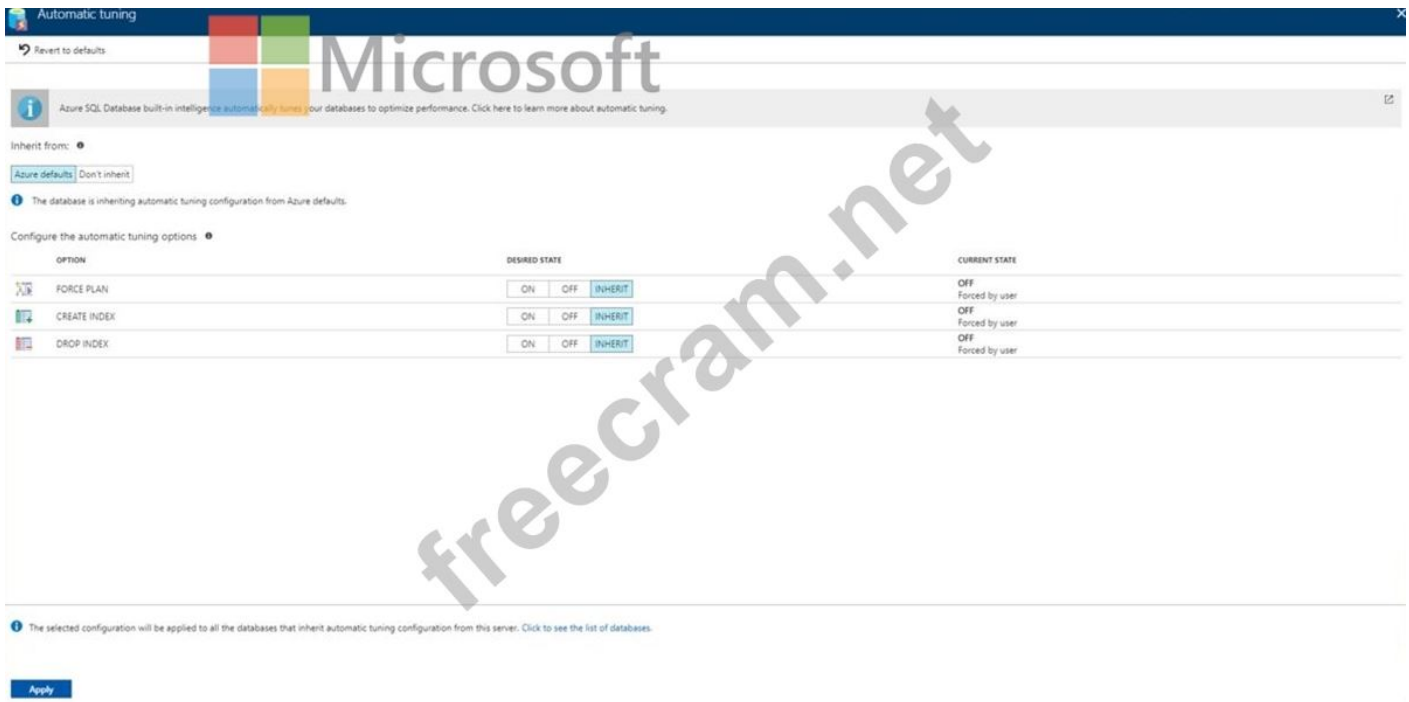 Automatic tuning
Revert to defaults
Microsoft
Azure SQL Database built-in intelligence automatically tunes your databases to optimize performance. Click here to learn more about automatic tuning.
Inherit from:
Azure defaults Don't inherit
The database is inheriting automatic tuning configuration from Azure defaults.
Configure the automatic tuning options
OPTION DESIRED STATE CURRENT STATE
FORCE PLAN ON OFF INHERIT OFF
Forced by user
CREATE INDEX ON OFF INHERIT OFF
Forced by user
DROP INDEX ON OFF INHERIT OFF
Forced by user
freecram.net
The selected configuration will be applied to all the databases that inherit automatic tuning configuration from this server. Click to see the list of databases.
Apply